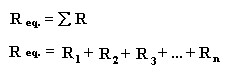 R eq. = ∑ R
R eq. = R1 + R2 + R3 + ... + Rn